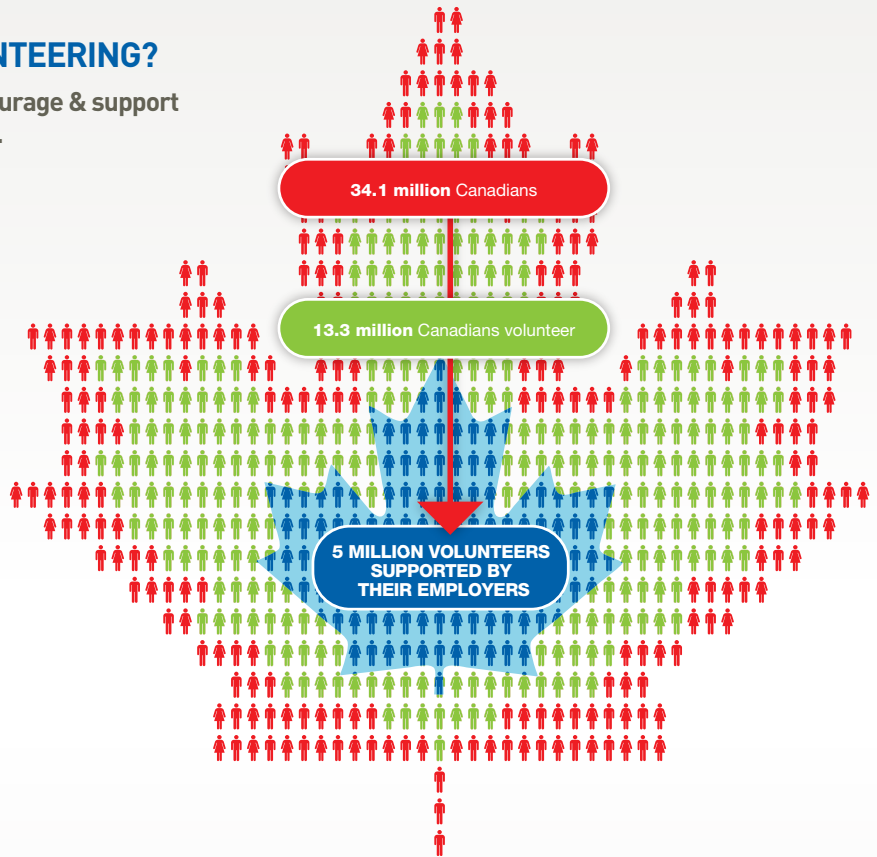 NTEERING?
urage & support
34.1 million Canadians
13.3 million Canadians volunteer
5 MILLION VOLUNTEERS
SUPPORTED BY
THEIR EMPLOYERS